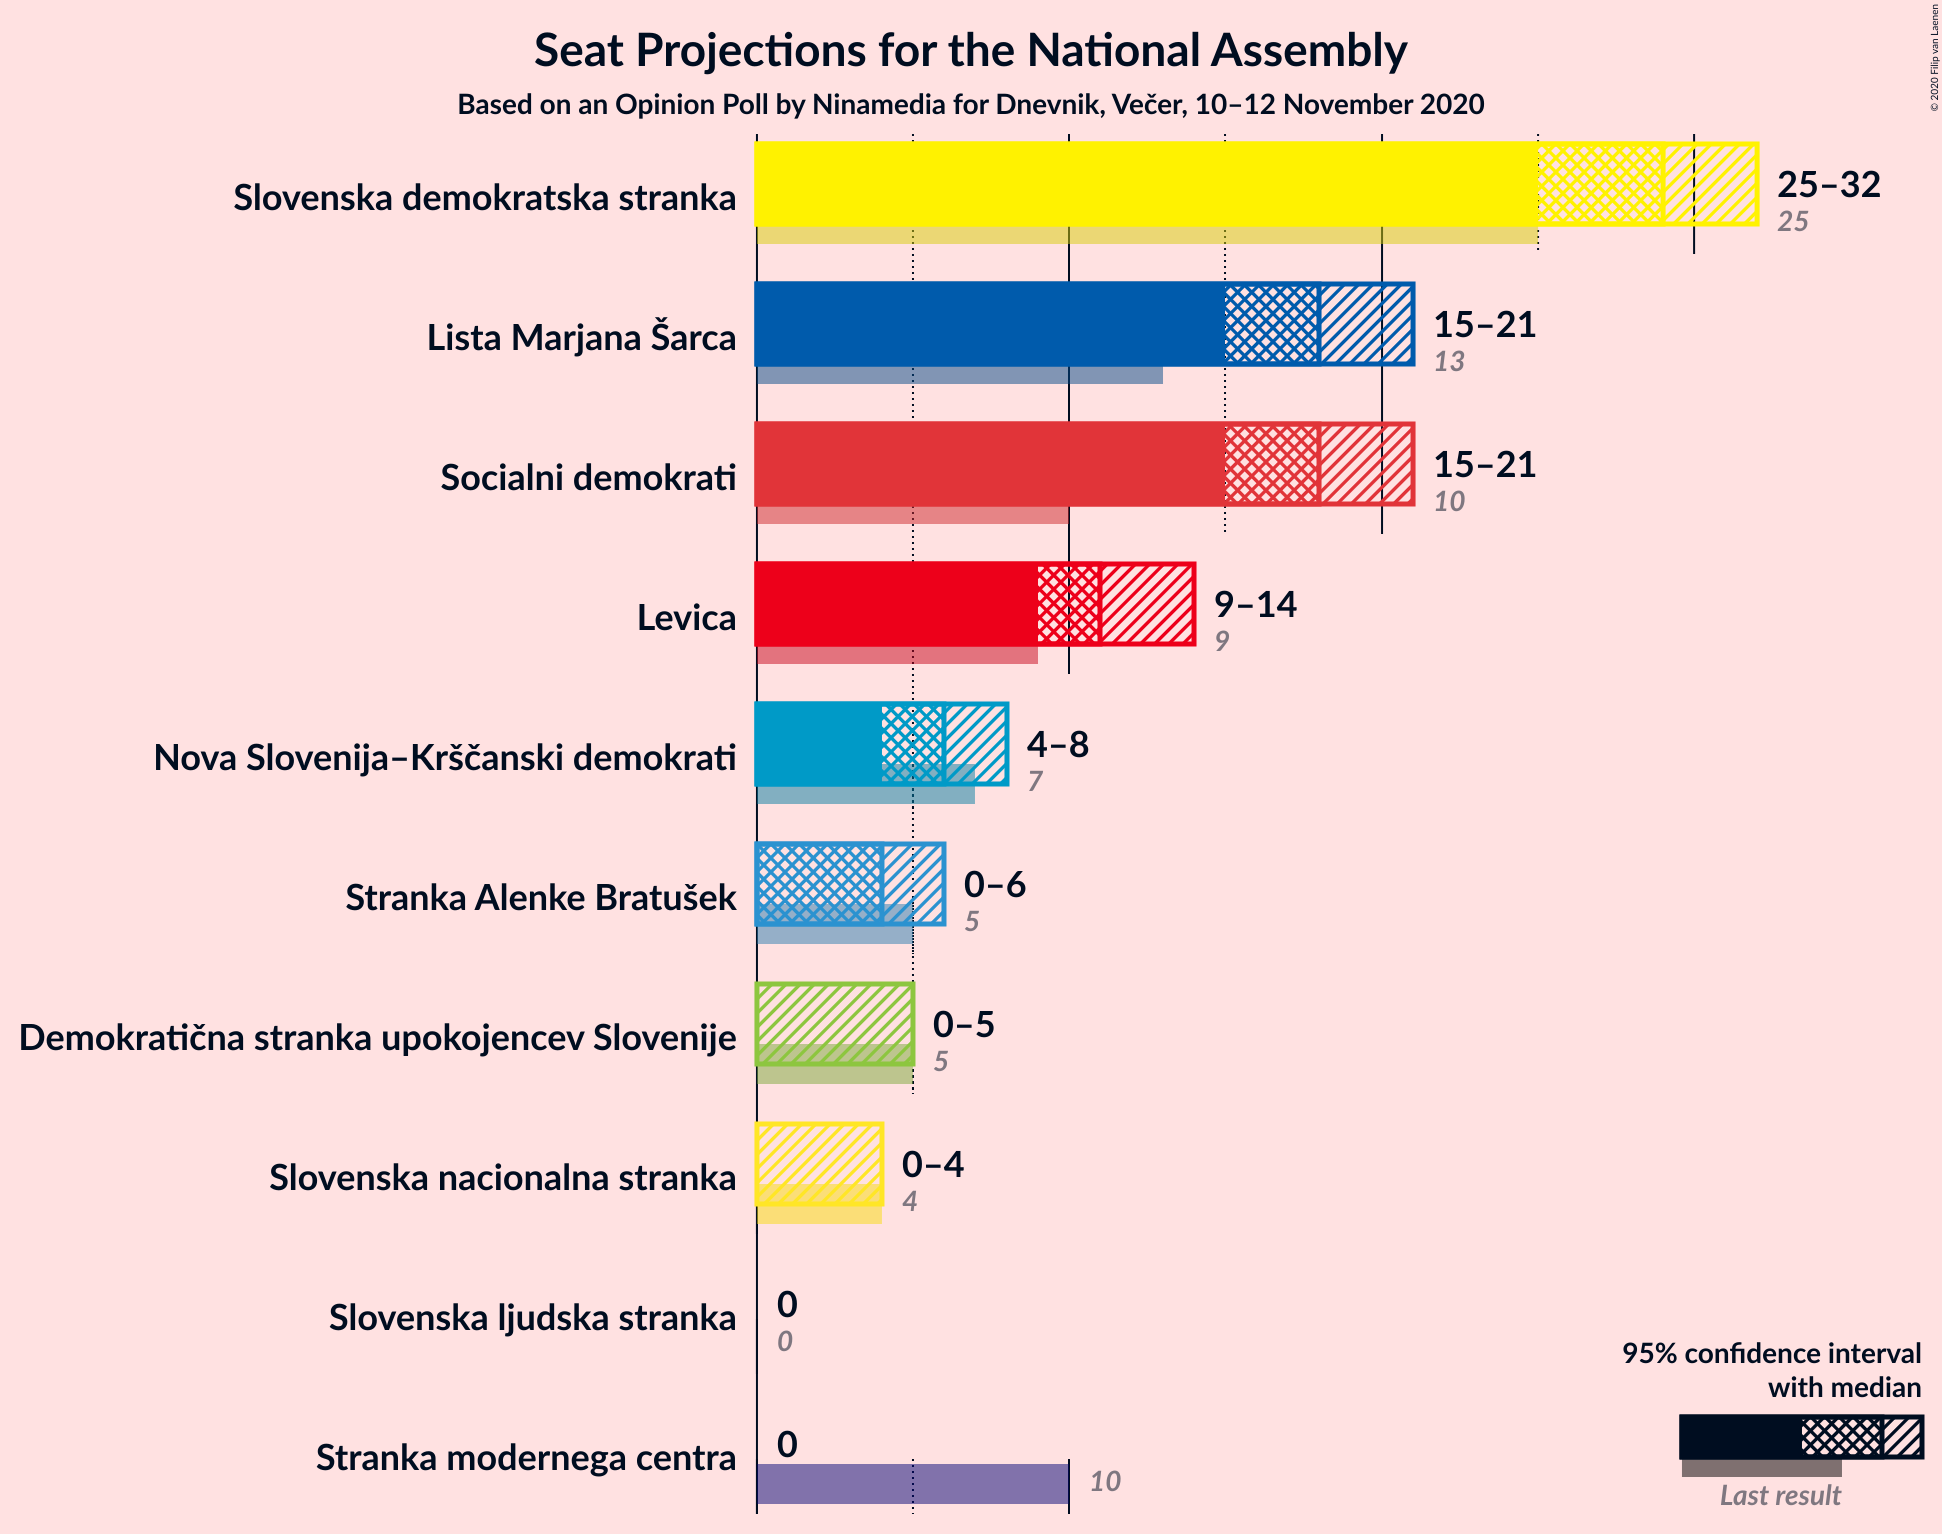 Seat Projections for the National Assembly
Based on an Opinion Poll by Ninamedia for Dnevnik, Večer, 10–12 November 2020
© 2020 Filip van Laenen
Slovenska demokratska stranka
25–32
25
Lista Marjana Šarca
15–21
13
Socialni demokrati
15–21
10
Levica
9–14
9
Nova Slovenija–Krščanski demokrati
4–8
7
Stranka Alenke Bratušek
0–6
5
Demokratična stranka upokojencev Slovenije
0–5
5
Slovenska nacionalna stranka
0–4
4
Slovenska ljudska stranka
0
0
Stranka modernega centra
0
10
95% confidence interval
with median
Last result